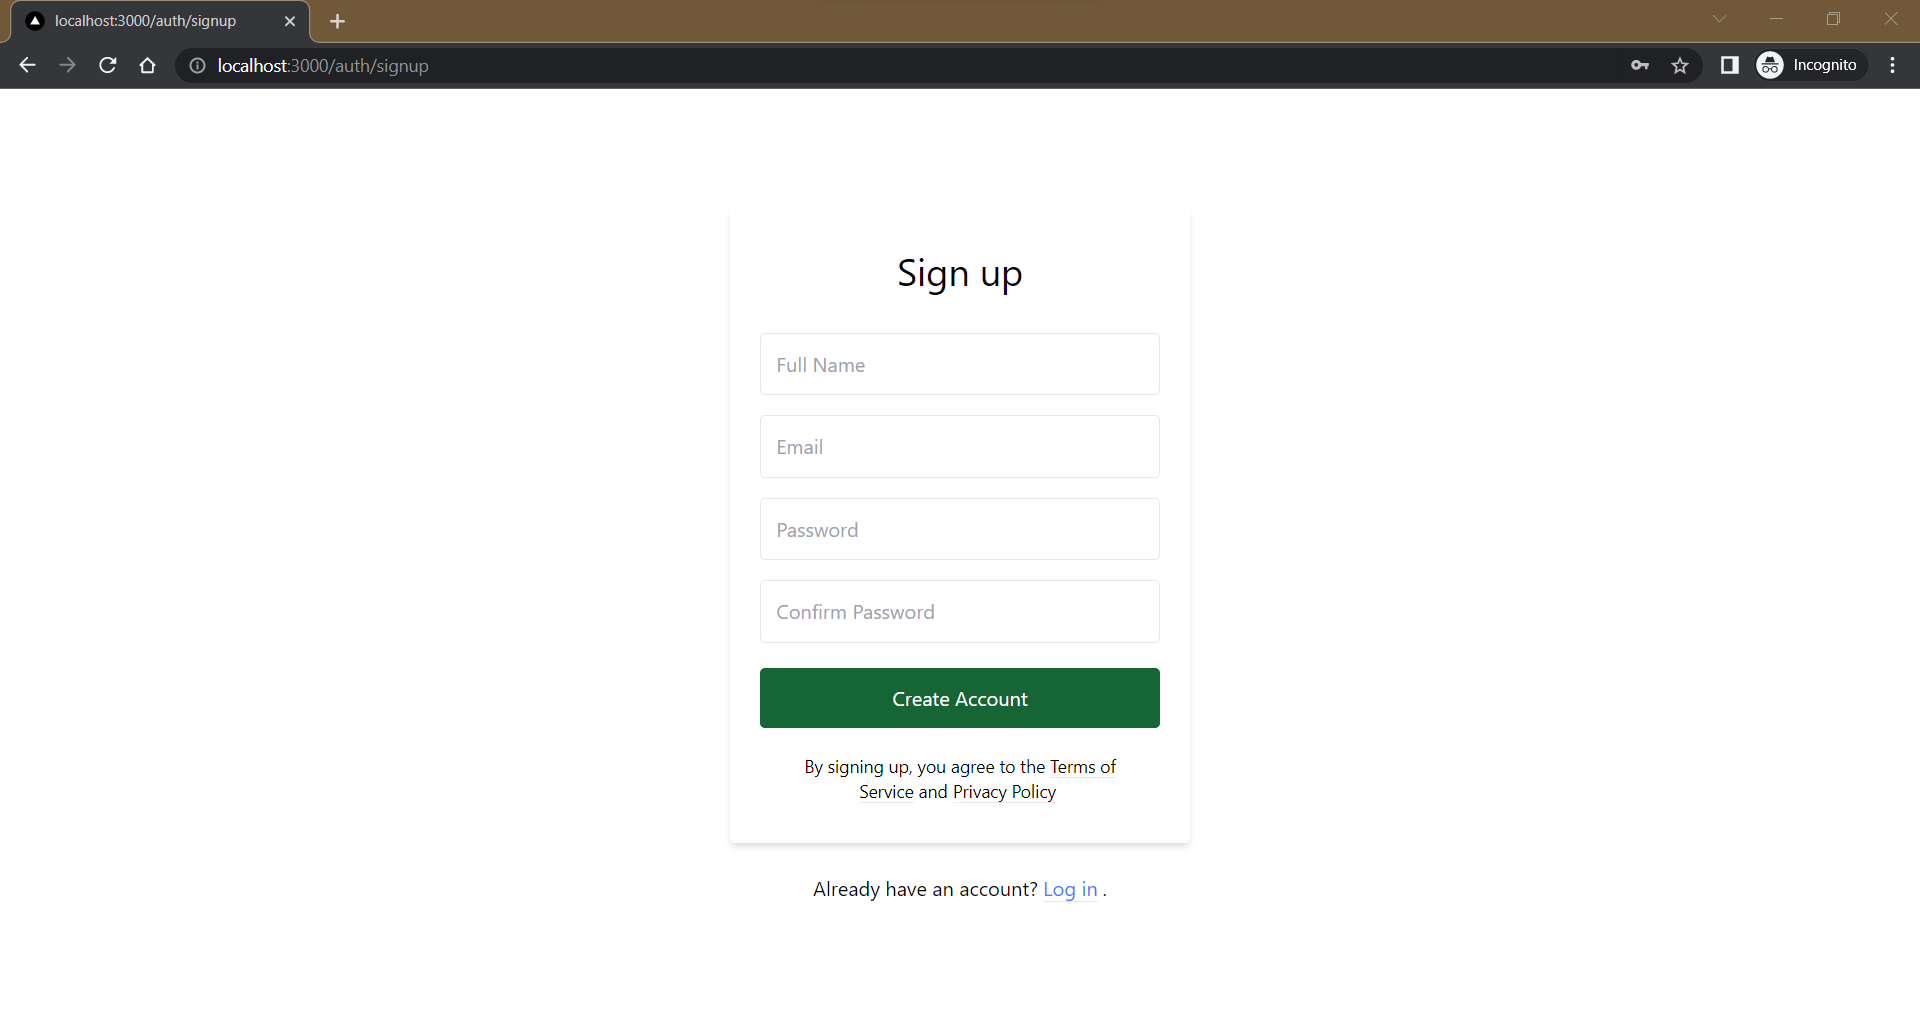 localhost:3000/auth/signup
localhost:3000/auth/signup
Incognito
Sign up
Full Name
Email
Password
Confirm Password
Create Account
By signing up, you agree to the Terms of
Service and Privacy Policy
Already have an account? Log in .